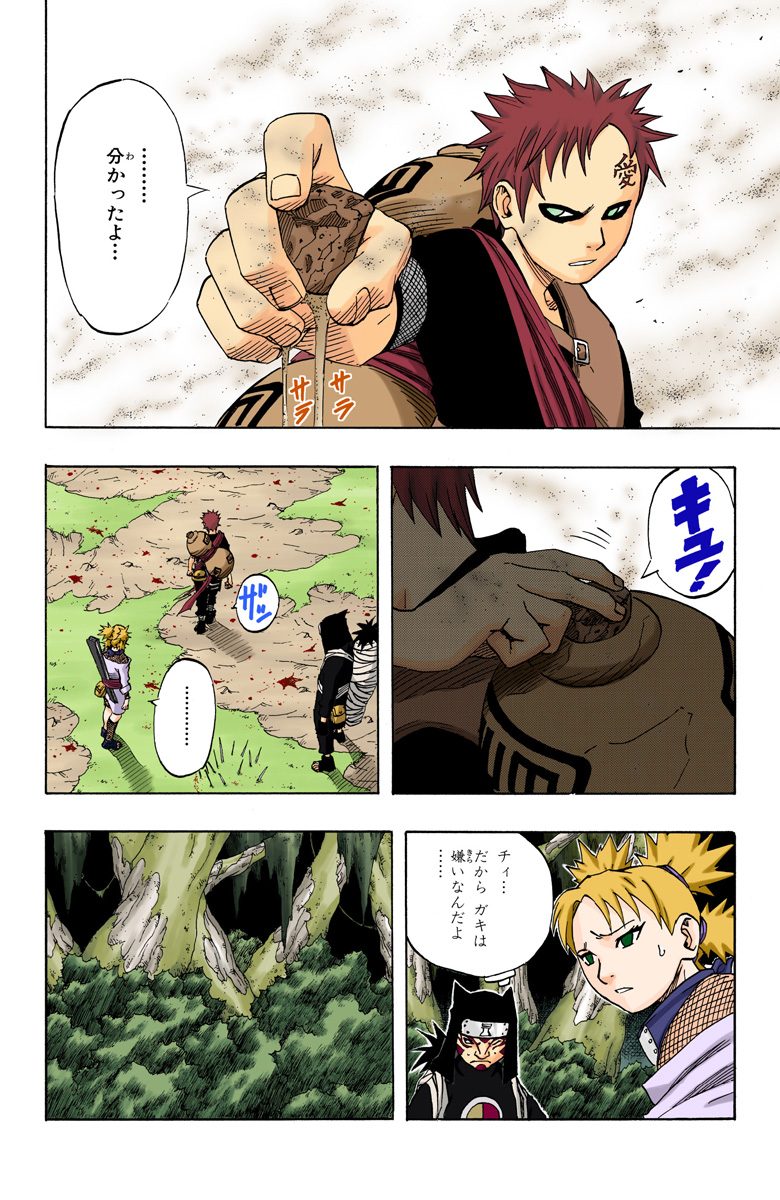 ………
分かったよ…
愛
サラ
サラ
キュ！
ザッ
………
チィ…
だから ガキは
嫌いなんだよ
……